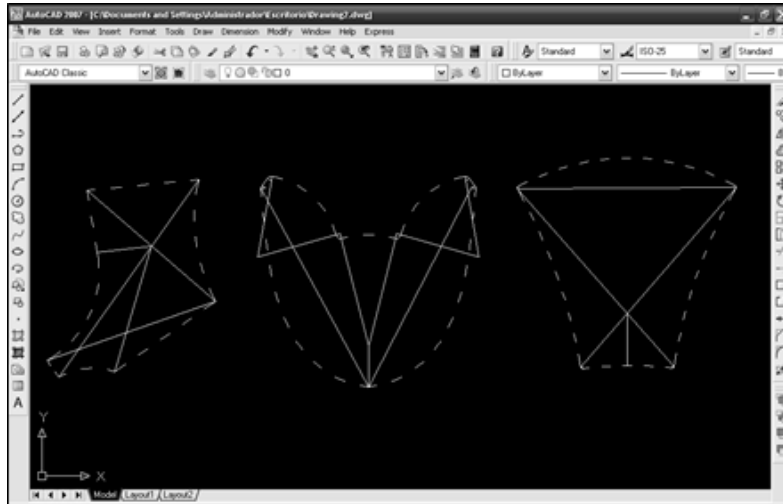 AutoCAD 2007 - [C:\Documents and Settings\Administrador\Escritorio\Drawing2.dwg]
File Edit View Insert Format Tools Draw Dimension Modify Window Help Express
Standard ISO-25 Standard
AutoCAD Classic 0 ByLayer ByLayer
A
Y
X
Model Layout1 Layout2